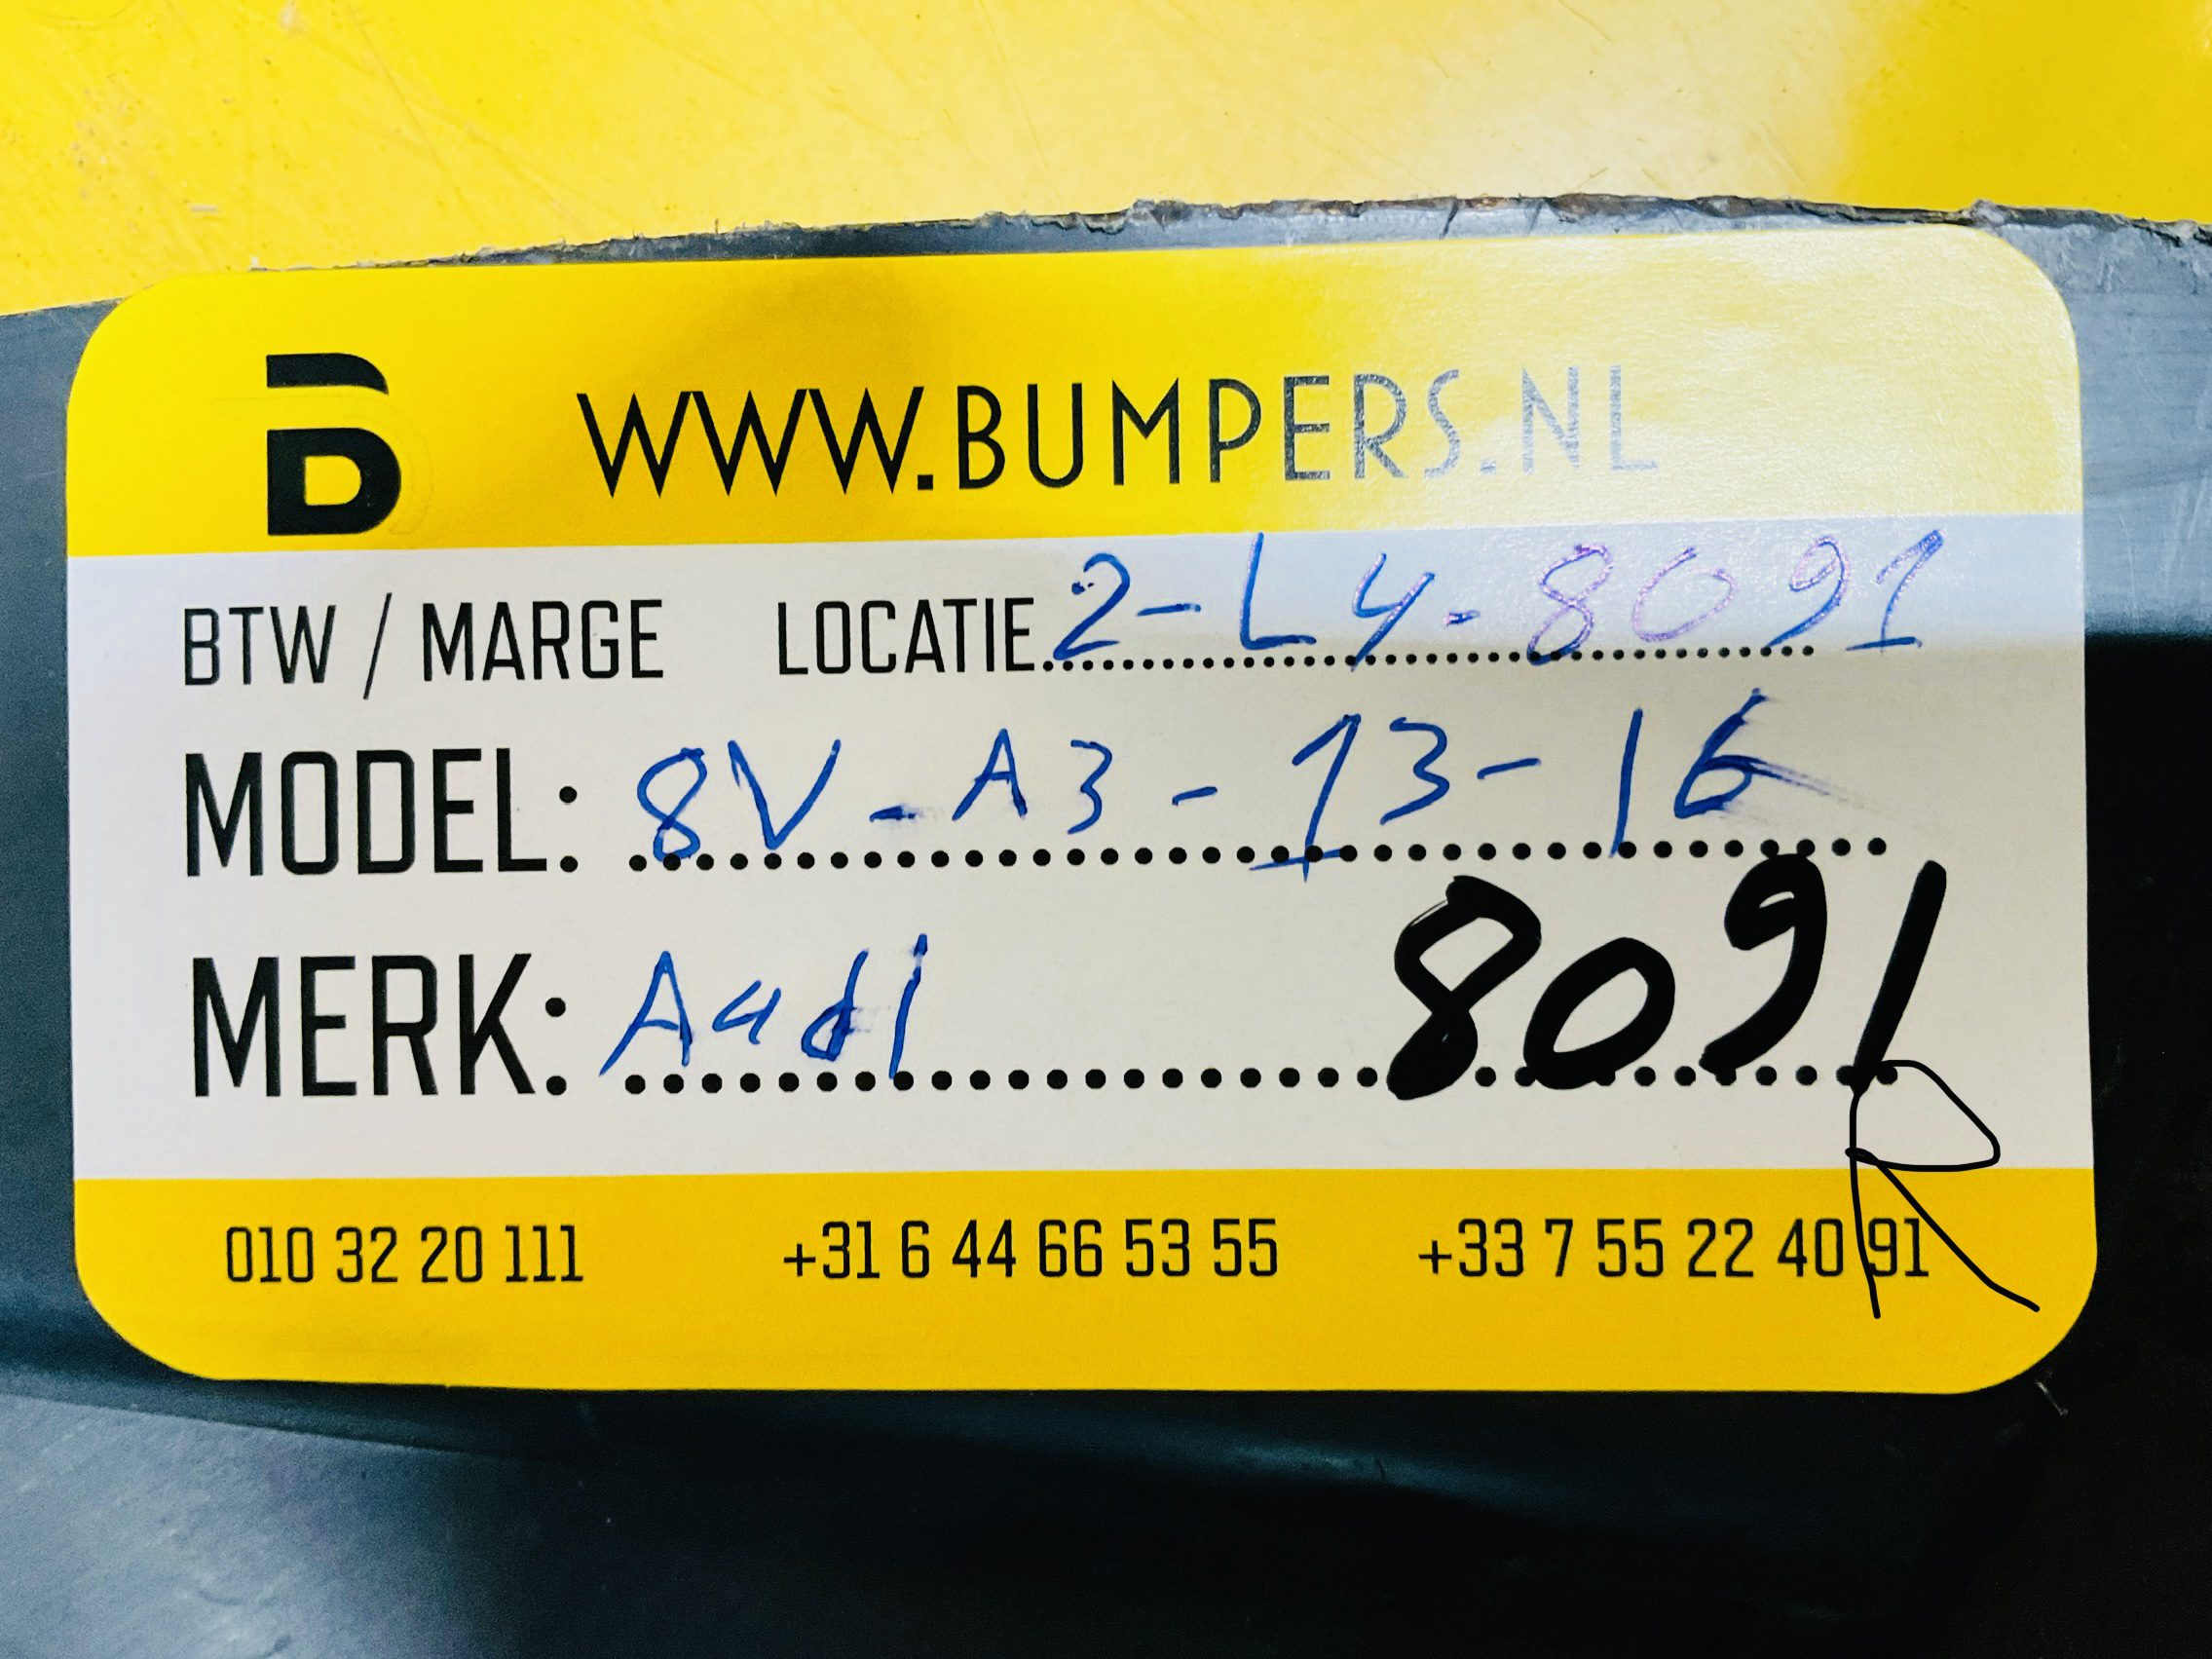 B WWW.BUMPERS.NL
BTW / MARGE LOCATIE 2-L4-8091
MODEL: 8V-A3-13-16
MERK: Audi 8091
R
010 32 20 111 +31 6 44 66 53 55 +33 7 55 22 40 91